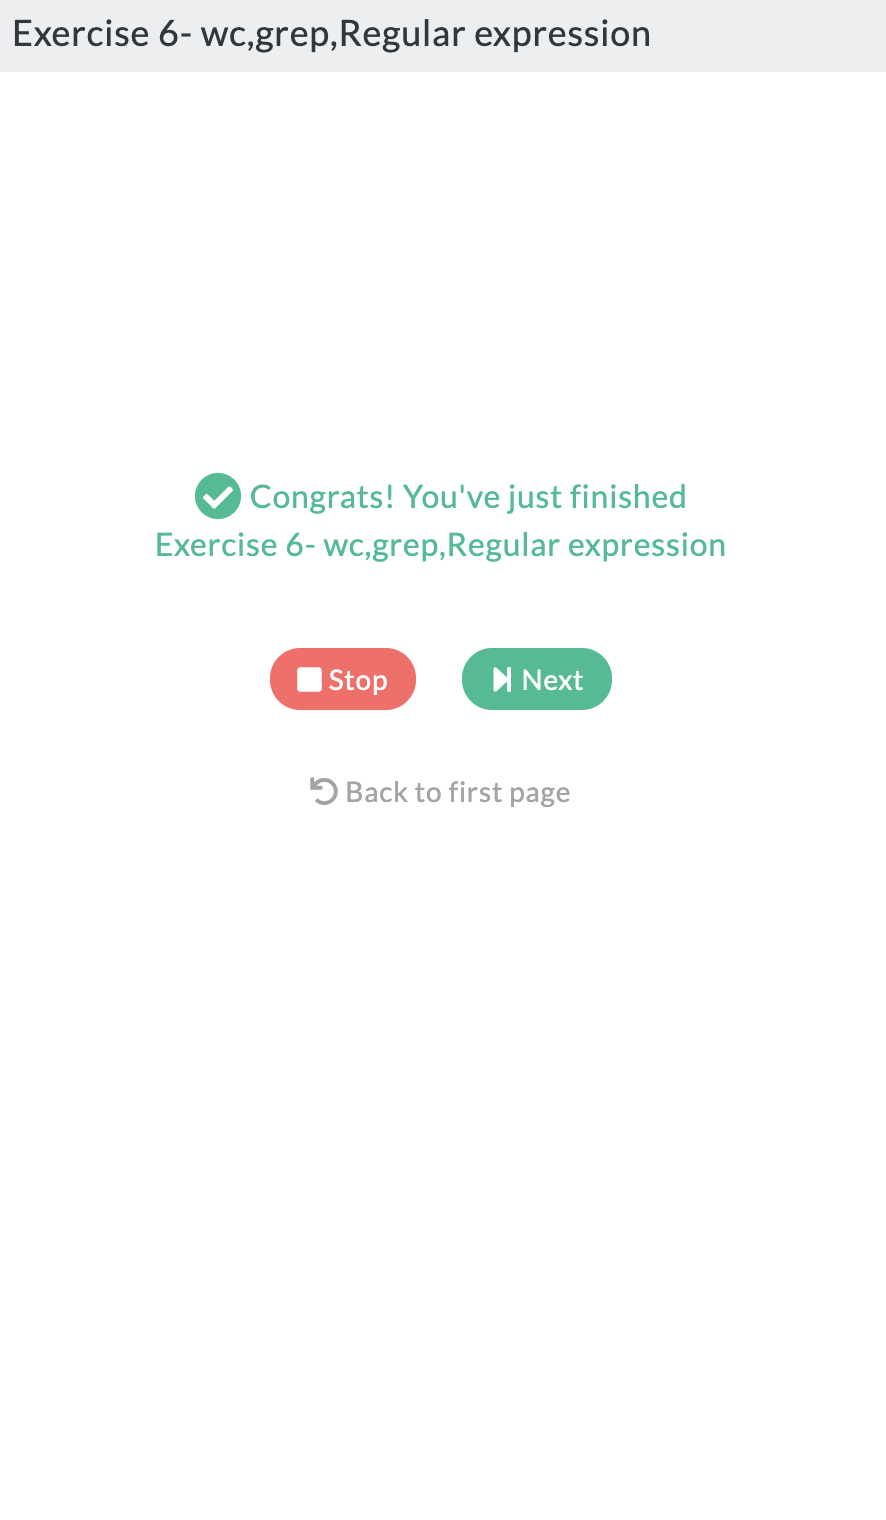 Exercise 6- wc,grep,Regular expression
Congrats! You've just finished
Exercise 6- wc,grep,Regular expression
Stop Next
Back to first page